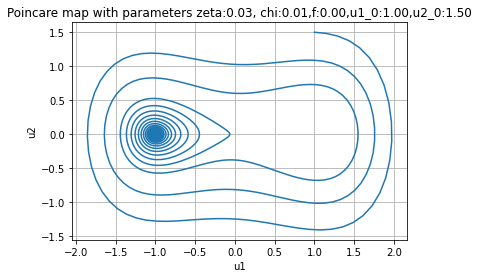 Poincare map with parameters zeta:0.03, chi:0.01,f:0.00,u1_0:1.00,u2_0:1.50
1.5
1.0
0.5
0.0
−0.5
−1.0
−1.5
u2
−2.0 −1.5 −1.0 −0.5 0.0 0.5 1.0 1.5 2.0
u1